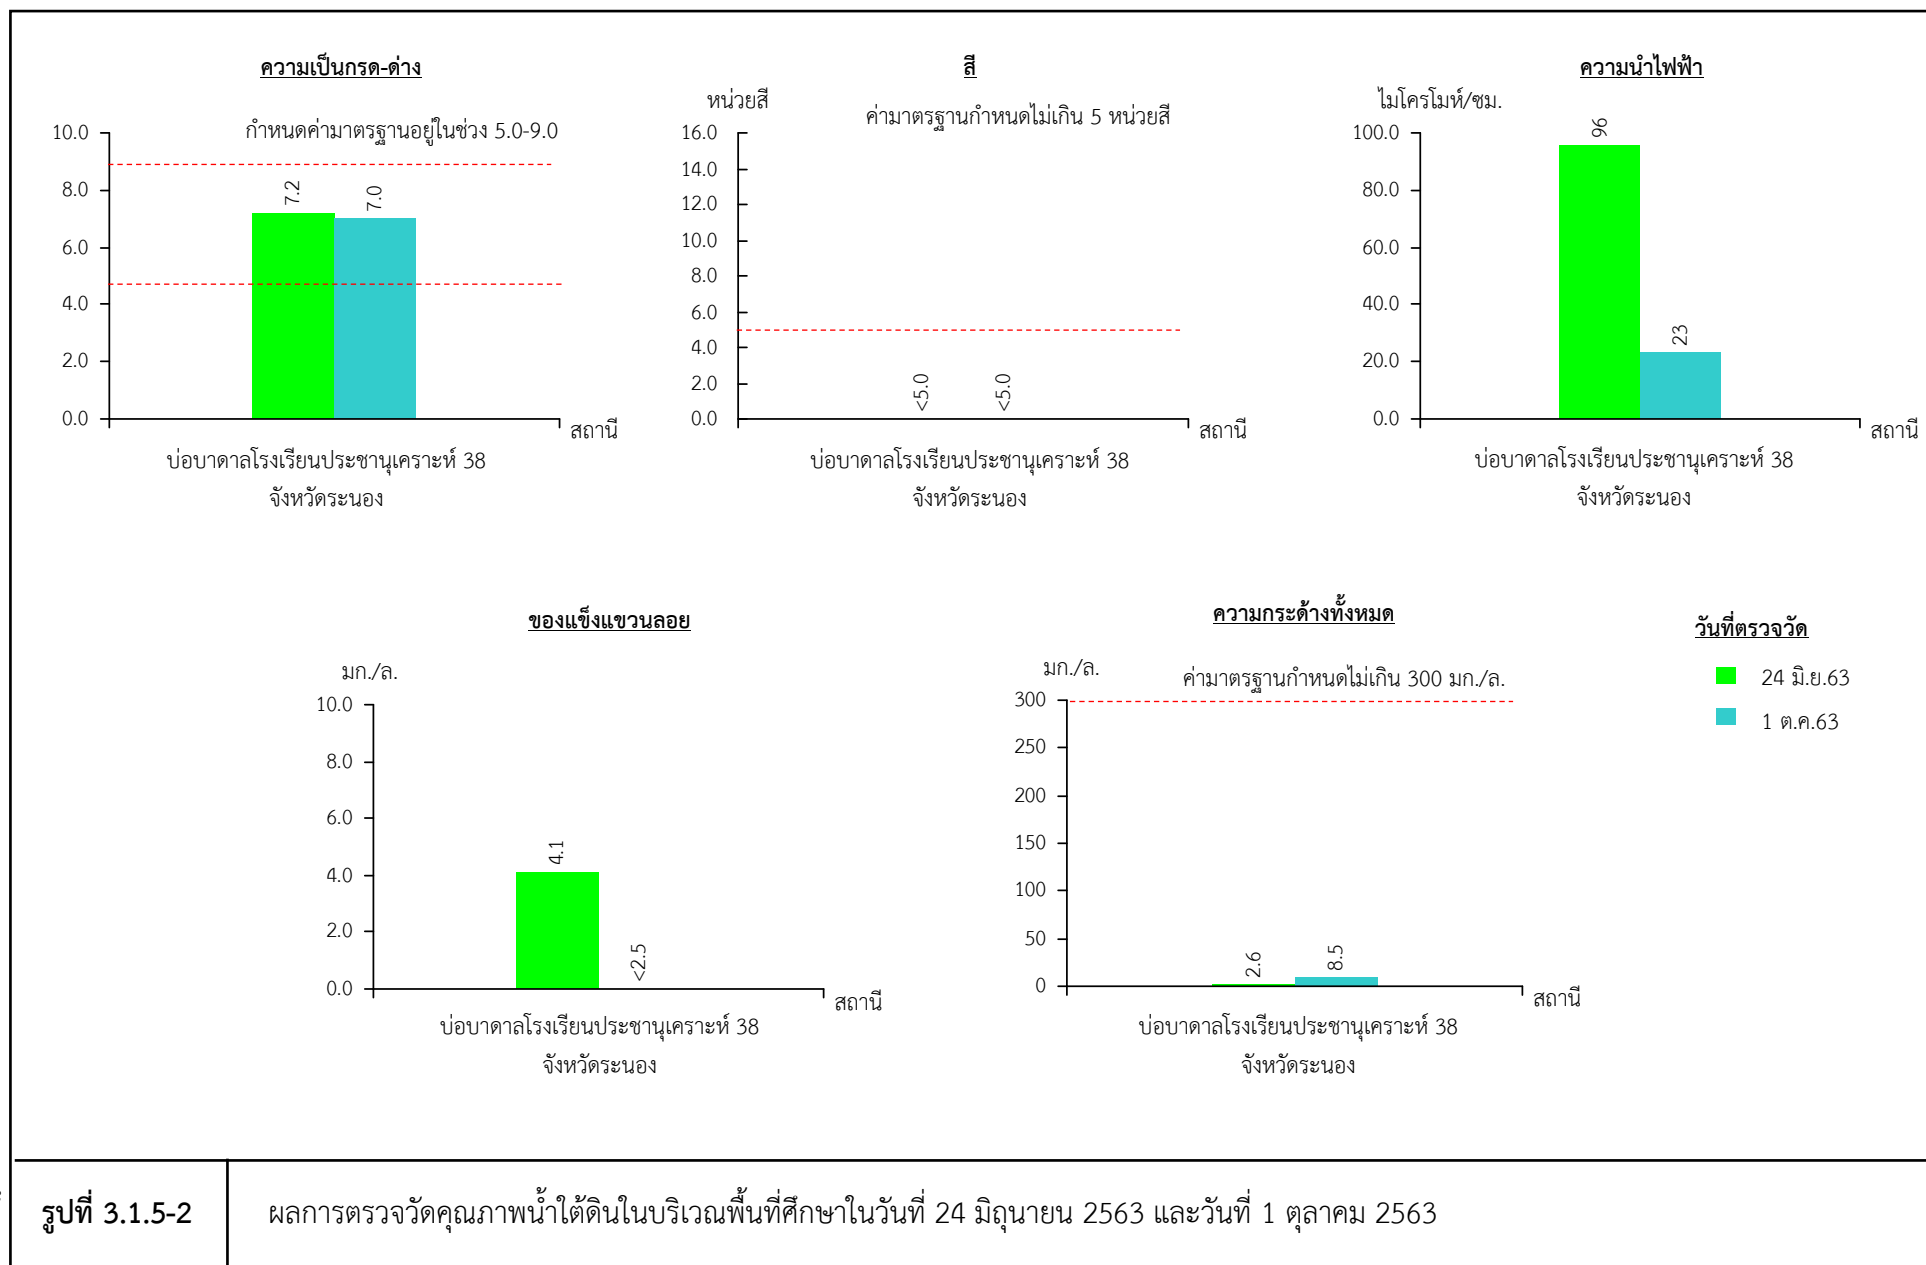 ความเป็นกรด-ด่าง
กำหนดค่ามาตรฐานอยู่ในช่วง 5.0-9.0
10.0
8.0
6.0
4.0
2.0
0.0
7.2
7.0
สถานี
บ่อบาดาลโรงเรียนประชานุเคราะห์ 38
จังหวัดระนอง
สี
หน่วยสี
ค่ามาตรฐานกำหนดไม่เกิน 5 หน่วยสี
16.0
14.0
12.0
10.0
8.0
6.0
4.0
2.0
0.0
<5.0
<5.0
สถานี
บ่อบาดาลโรงเรียนประชานุเคราะห์ 38
จังหวัดระนอง
ความนำไฟฟ้า
ไมโครโมห์/ซม.
100.0
80.0
60.0
40.0
20.0
0.0
96
23
สถานี
บ่อบาดาลโรงเรียนประชานุเคราะห์ 38
จังหวัดระนอง
ของแข็งแขวนลอย
มก./ล.
10.0
8.0
6.0
4.0
2.0
0.0
4.1
<2.5
สถานี
บ่อบาดาลโรงเรียนประชานุเคราะห์ 38
จังหวัดระนอง
ความกระด้างทั้งหมด
มก./ล.
ค่ามาตรฐานกำหนดไม่เกิน 300 มก./ล.
300
250
200
150
100
50
0
2.6
8.5
สถานี
บ่อบาดาลโรงเรียนประชานุเคราะห์ 38
จังหวัดระนอง
วันที่ตรวจวัด
24 มิ.ย.63
1 ต.ค.63
รูปที่ 3.1.5-2
ผลการตรวจวัดคุณภาพน้ำใต้ดินในบริเวณพื้นที่ศึกษาในวันที่ 24 มิถุนายน 2563 และวันที่ 1 ตุลาคม 2563